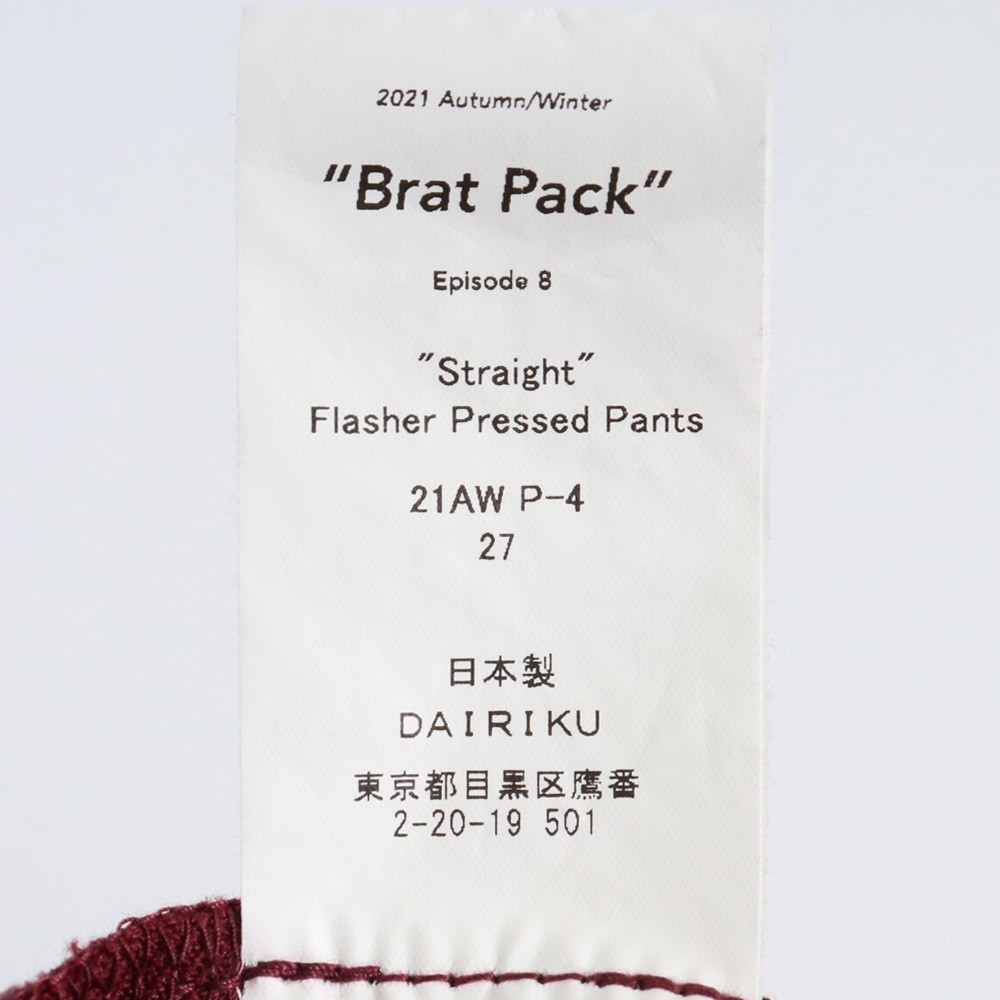 2021 Autumn/Winter
"Brat Pack"
Episode 8
"Straight"
Flasher Pressed Pants
21AW P-4
27
日本製
DAIRIKU
東京都目黒区鷹番
2-20-19 501